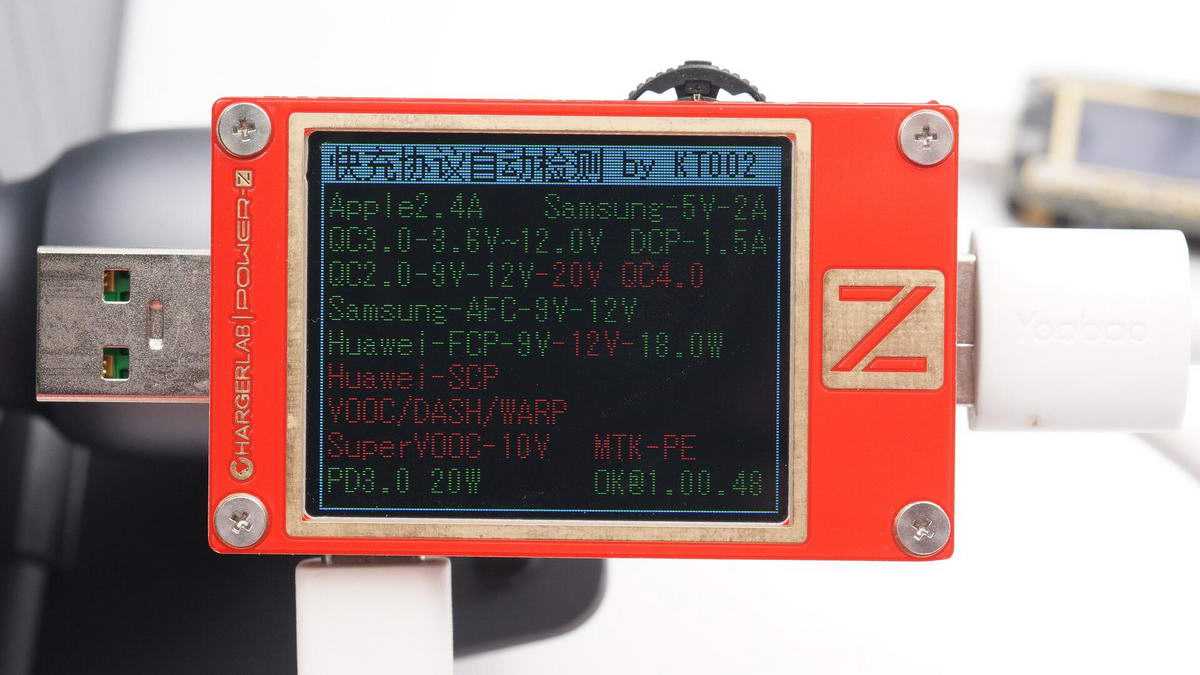 快充协议自动检测 by KT002
Apple2.4A Samsung-5V-2A
QC3.0-3.6V~12.0V DCP-1.5A
QC2.0-9V-12V-20V QC4.0
Samsung-AFC-9V-12V
Huawei-FCP-9V-12V-18.0W
Huawei-SCP
VOOC/DASH/WARP
SuperVOOC-10V MTK-PE
PD3.0 20W OK@1.00.48
CHARGERLAB|POWER-Z
Z
Yoobao